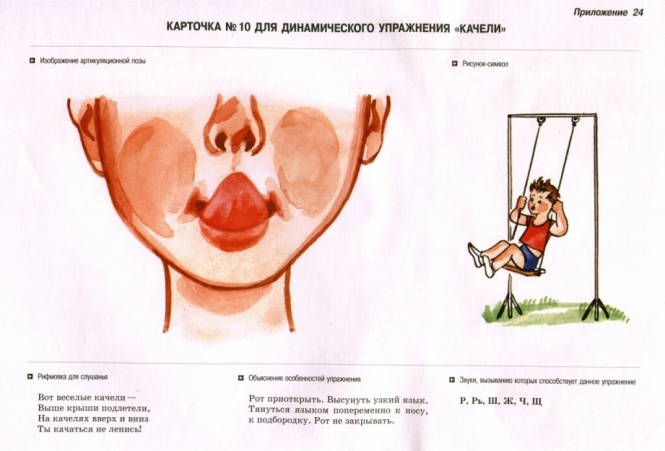 Приложение 24
КАРТОЧКА № 10 ДЛЯ ДИНАМИЧЕСКОГО УПРАЖНЕНИЯ «КАЧЕЛИ»
Изображение артикуляционной позы
Рисунок-символ
Рифмовка для слушанья
Вот веселые качели —
Выше крыши подлетели,
На качелях вверх и вниз
Ты качаться не ленись!
Объяснение особенностей упражнения
Рот приоткрыть. Высунуть узкий язык.
Тянуться языком попеременно к носу,
к подбородку. Рот не закрывать.
Звуки, вызыванию которых способствует данное упражнение
Р, Рь, Ш, Ж, Ч, Щ